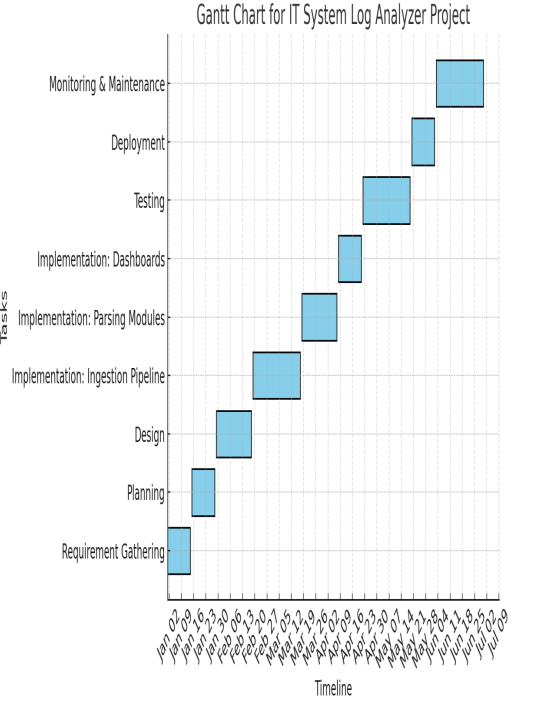 Gantt Chart for IT System Log Analyzer Project
Monitoring & Maintenance
Deployment
Testing
Implementation: Dashboards
Tasks
Implementation: Parsing Modules
Implementation: Ingestion Pipeline
Design
Planning
Requirement Gathering
Jan 02
Jan 09
Jan 16
Jan 23
Jan 30
Feb 06
Feb 13
Feb 20
Feb 27
Mar 05
Mar 12
Mar 19
Mar 26
Apr 02
Apr 09
Apr 16
Apr 23
Apr 30
May 07
May 14
May 21
May 28
Jun 04
Jun 11
Jun 18
Jun 25
Jul 02
Jul 09
Timeline